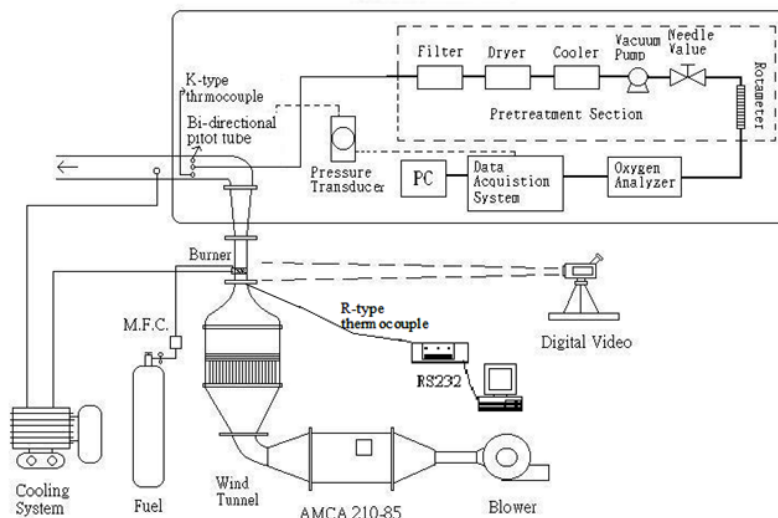 Filter
Dryer
Cooler
Vacuum
Pump
Needle
Value
Rotameter
Pretreatment Section
K-type
thrmocouple
Bi-directional
pitot tube
Pressure
Transducer
PC
Data
Acquistion
System
Oxygen
Analyzer
Burner
M.F.C.
R-type
thermocouple
RS232
Digital Video
Cooling
System
Fuel
Wind
Tunnel
AMCA 210-85
Blower